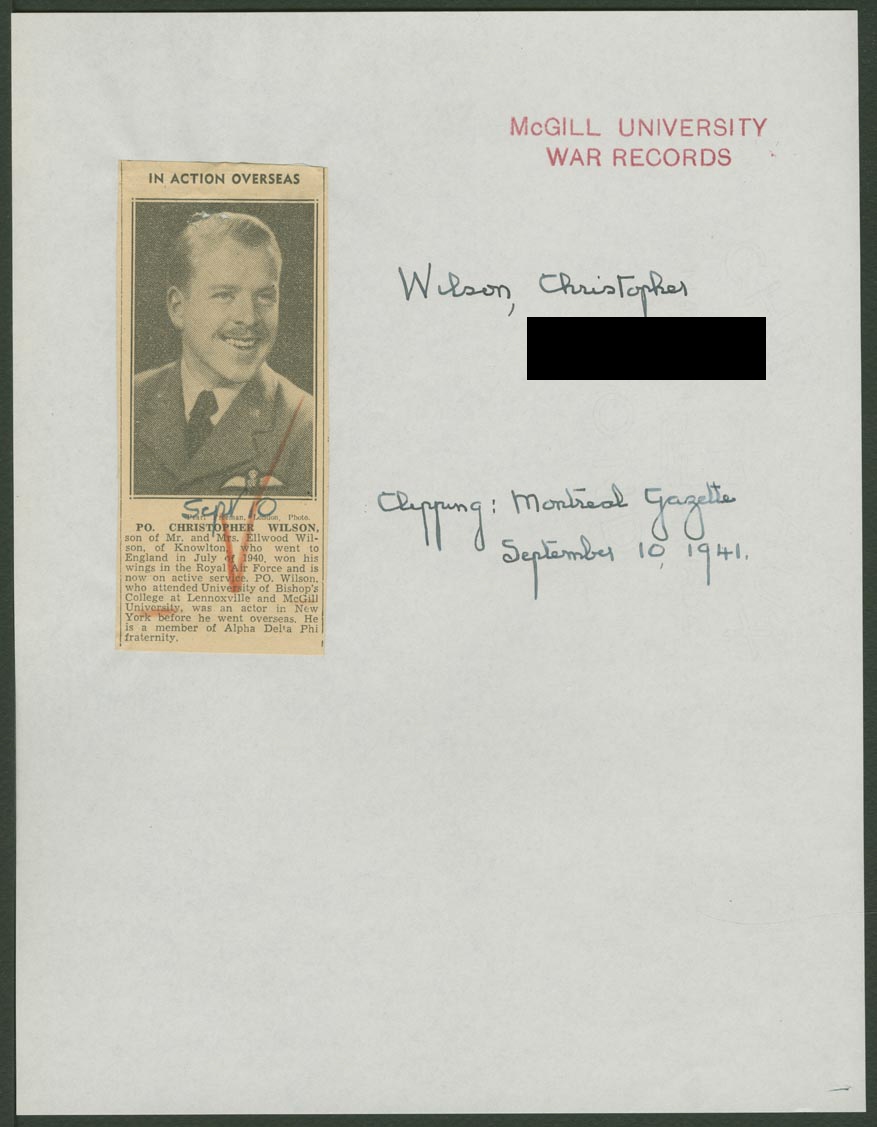 McGILL UNIVERSITY
WAR RECORDS
IN ACTION OVERSEAS
Wilson, Christopher
Clipping: Montreal Gazette
September 10, 1941.
Sept 10
London, Photo.
PO. CHRISTOPHER WILSON,
son of Mr. and Mrs. Ellwood Wil-
son, of Knowlton, who went to
England in July of 1940, won his
wings in the Royal Air Force and is
now on active service. PO. Wilson,
who attended University of Bishop's
College at Lennoxville and McGill
University, was an actor in New
York before he went overseas. He
is a member of Alpha Delta Phi
fraternity.